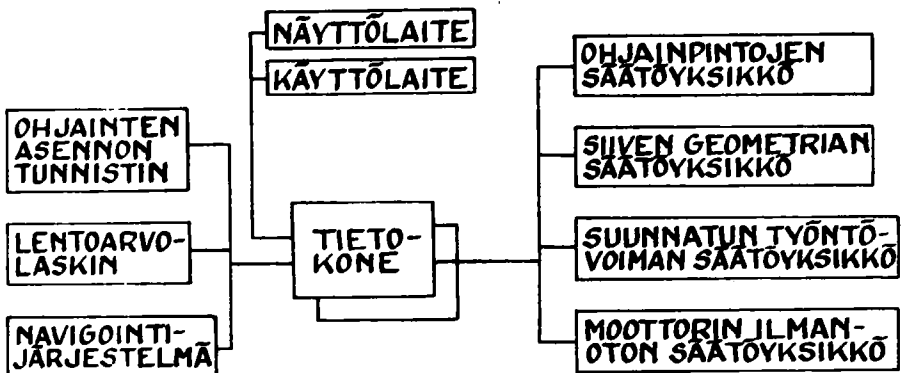 NÄYTTÖLAITE
KÄYTTÖLAITE
OHJAINTEN
ASENNON
TUNNISTIN
LENTOARVO-
LASKIN
NAVIGOINTI-
JÄRJESTELMÄ
TIETO-
KONE
OHJAINPINTOJEN
SÄÄTÖYKSIKKÖ
SIIVEN GEOMETRIAN
SÄÄTÖYKSIKKÖ
SUUNNATUN TYÖNTÖ-
VOIMAN SÄÄTÖYKSIKKÖ
MOOTTORIN ILMAN-
OTON SÄÄTÖYKSIKKÖ